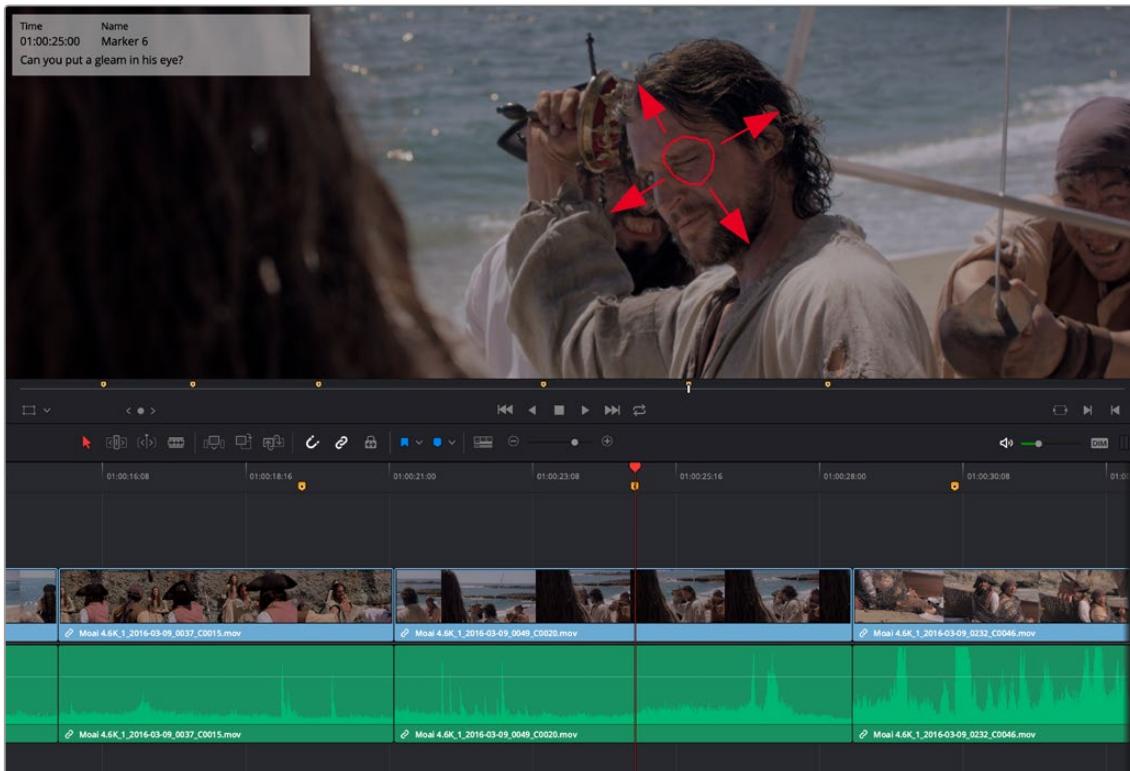 Time Name
01:00:25:00 Marker 6
Can you put a gleam in his eye?
DIM
01:00:16:08 01:00:18:16 01:00:21:00 01:00:23:08 01:00:25:16 01:00:28:00 01:00:30:08
Moai 4.6K_1_2016-03-09_0037_C0015.mov Moai 4.6K_1_2016-03-09_0049_C0020.mov Moai 4.6K_1_2016-03-09_0232_C0046.mov
Moai 4.6K_1_2016-03-09_0037_C0015.mov Moai 4.6K_1_2016-03-09_0049_C0020.mov Moai 4.6K_1_2016-03-09_0232_C0046.mov